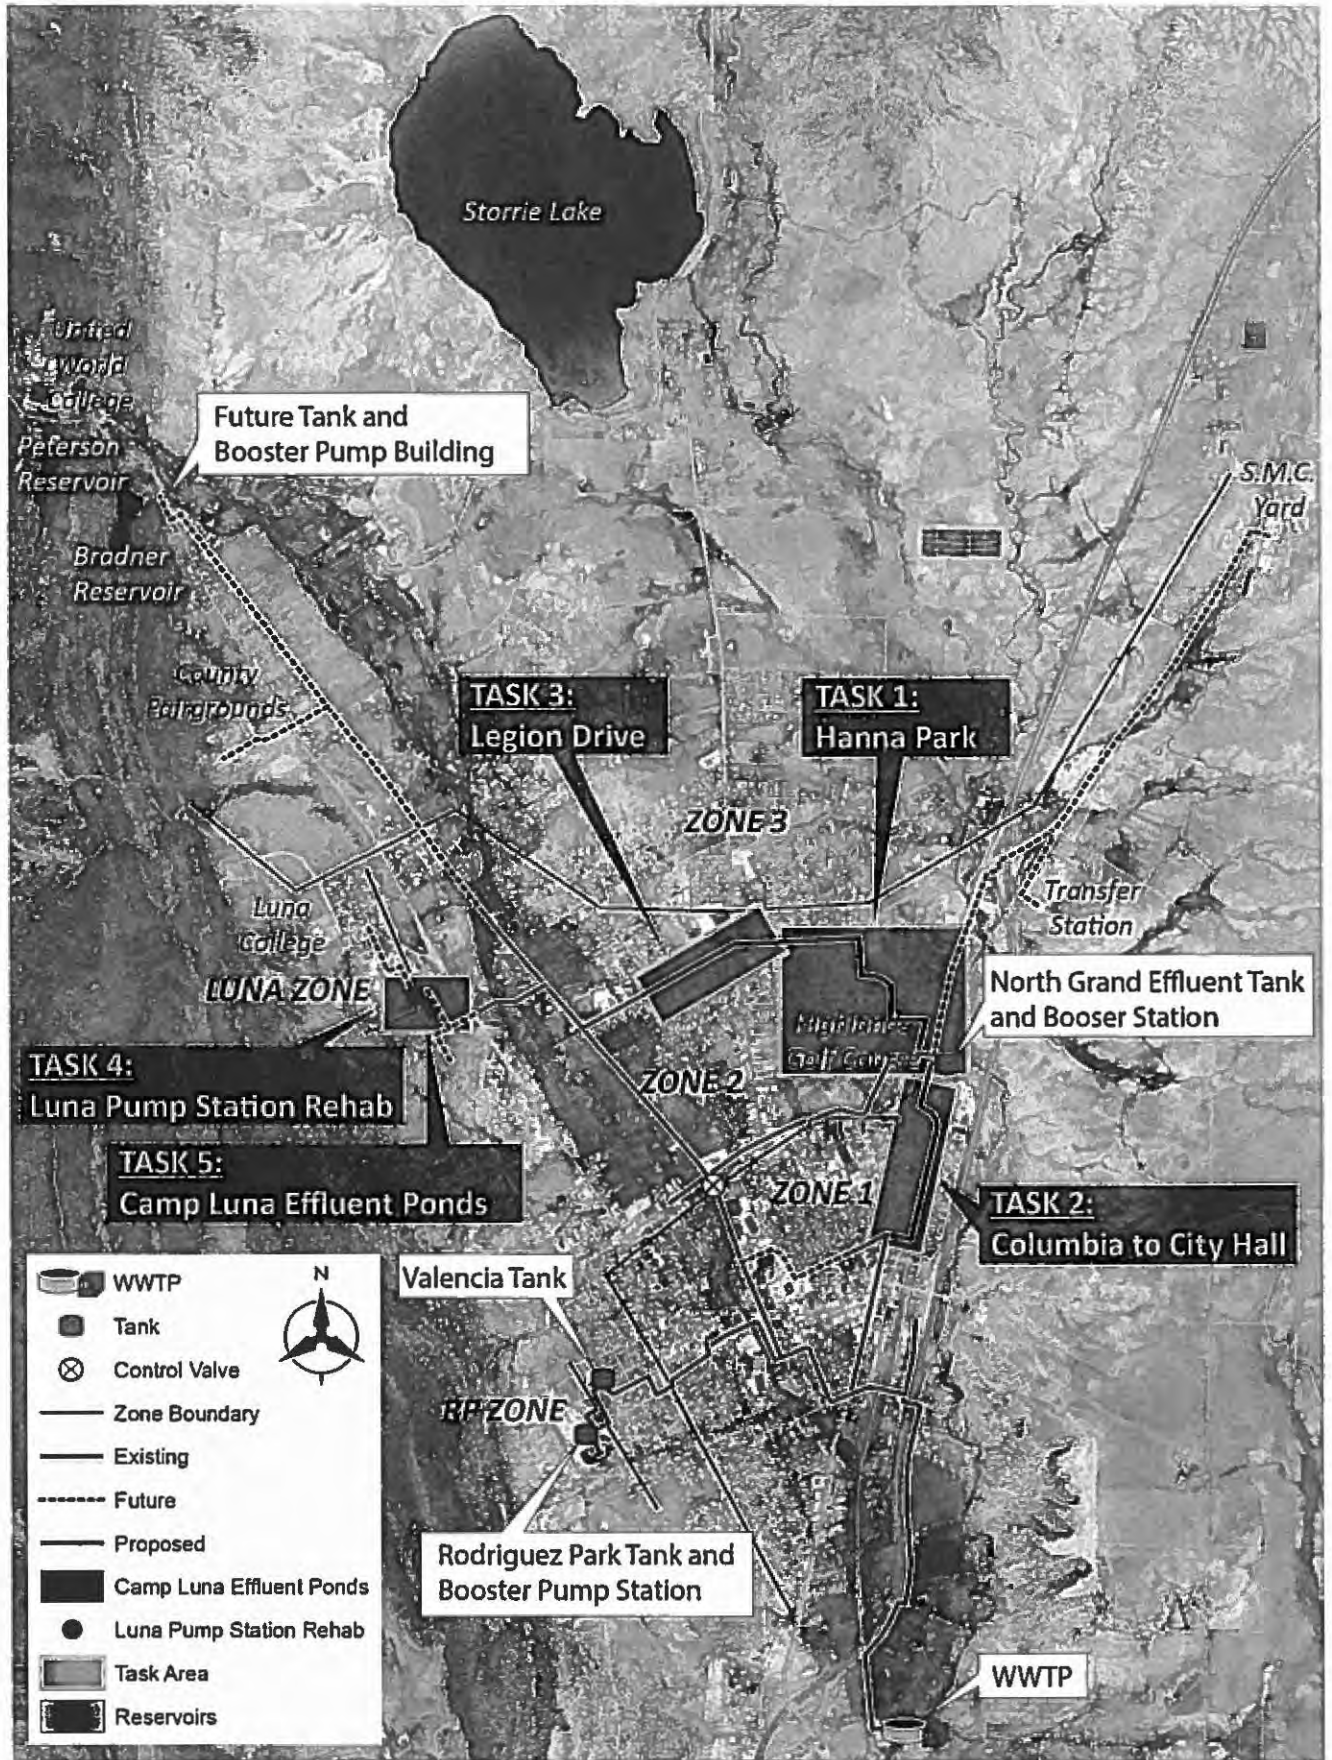 Storrie Lake
United
World
College
Peterson
Reservoir
Future Tank and
Booster Pump Building
Bradner
Reservoir
S.M.C.
Yard
County
Fairgrounds
TASK 3:
Legion Drive
TASK 1:
Hanna Park
ZONE 3
Luna
College
Transfer
Station
LUNA ZONE
North Grand Effluent Tank
and Booser Station
Highlands
Golf Course
TASK 4:
Luna Pump Station Rehab
ZONE 2
TASK 5:
Camp Luna Effluent Ponds
ZONE 1
TASK 2:
Columbia to City Hall
Valencia Tank
RP ZONE
Rodriguez Park Tank and
Booster Pump Station
WWTP
N
WWTP
Tank
Control Valve
Zone Boundary
Existing
Future
Proposed
Camp Luna Effluent Ponds
Luna Pump Station Rehab
Task Area
Reservoirs